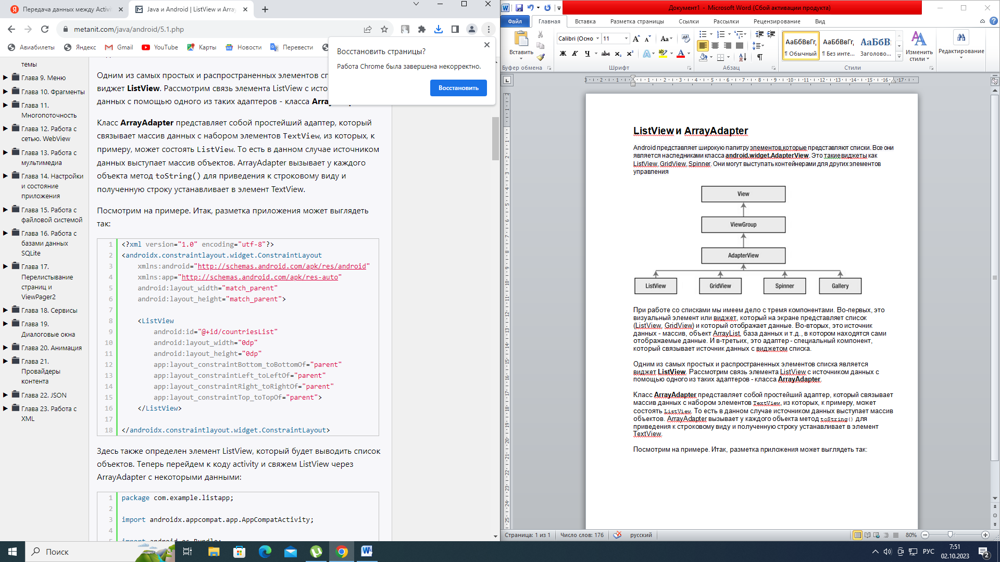 Передача данных между Activi
Java и Android | ListView и Array
metanit.com/java/android/5.1.php
Авиабилеты
Яндекс
Gmail
YouTube
Карты
Новости
Перевести
Восстановить страницы?
Работа Chrome была завершена некорректно.
Восстановить
темы
Глава 9. Меню
Глава 10. Фрагменты
Глава 11.
Многопоточность
Глава 12. Работа с
сетью. WebView
Глава 13. Работа с
мультимедиа
Глава 14. Настройки
и состояние
приложения
Глава 15. Работа с
файловой системой
Глава 16. Работа с
базами данных
SQLite
Глава 17.
Перелистывание
страниц и
ViewPager2
Глава 18. Сервисы
Глава 19.
Диалоговые окна
Глава 20. Анимация
Глава 21.
Провайдеры
контента
Глава 22. JSON
Глава 23. Работа с
XML
Одним из самых простых и распространенных элементов сп
виджет ListView. Рассмотрим связь элемента ListView с исто
данных с помощью одного из таких адаптеров - класса Array
Класс ArrayAdapter представляет собой простейший адаптер, который
связывает массив данных с набором элементов TextView, из которых, к
примеру, может состоять ListView. То есть в данном случае источником
данных выступает массив объектов. ArrayAdapter вызывает у каждого
объекта метод toString() для приведения к строковому виду и
полученную строку устанавливает в элемент TextView.
Посмотрим на примере. Итак, разметка приложения может выглядеть
так:
1 <?xml version="1.0" encoding="utf-8"?>
2 <androidx.constraintlayout.widget.ConstraintLayout
3 xmlns:android="http://schemas.android.com/apk/res/android"
4 xmlns:app="http://schemas.android.com/apk/res-auto"
5 android:layout_width="match_parent"
6 android:layout_height="match_parent">
7
8 <ListView
9 android:id="@+id/countriesList"
10 android:layout_width="0dp"
11 android:layout_height="0dp"
12 app:layout_constraintBottom_toBottomOf="parent"
13 app:layout_constraintLeft_toLeftOf="parent"
14 app:layout_constraintRight_toRightOf="parent"
15 app:layout_constraintTop_toTopOf="parent">
16 </ListView>
17
18 </androidx.constraintlayout.widget.ConstraintLayout>
Здесь также определен элемент ListView, который будет выводить список
объектов. Теперь перейдем к коду activity и свяжем ListView через
ArrayAdapter с некоторыми данными:
1 package com.example.listapp;
2
3 import androidx.appcompat.app.AppCompatActivity;
4
5 import android.os.Bundle;
Документ1 - Microsoft Word (Сбой активации продукта)
Файл
Главная
Вставка
Разметка страницы
Ссылки
Рассылки
Рецензирование
Вид
Вставить
Calibri (Осно
11
Ж К Ч abc x₂ x²
Aa
АаБбВвГг,
¶ Обычный
АаБбВвГг,
¶ Без инте...
АаБбВ
Заголово...
Изменить
стили
Редактирование
Буфер обмена
Шрифт
Абзац
Стили
ListView и ArrayAdapter
Android представляет широкую палитру элементов,которые представляют списки. Все они
является наследниками класса android.widget.AdapterView. Это такие виджеты как
ListView, GridView, Spinner. Они могут выступать контейнерами для других элементов
управления
View
ViewGroup
AdapterView
ListView
GridView
Spinner
Gallery
При работе со списками мы имеем дело с тремя компонентами. Во-первых, это
визуальный элемент или виджет, который на экране представляет список
(ListView, GridView) и который отображает данные. Во-вторых, это источник
данных - массив, объект ArrayList, база данных и т.д., в котором находятся сами
отображаемые данные. И в-третьих, это адаптер - специальный компонент,
который связывает источник данных с виджетом списка.
Одним из самых простых и распространенных элементов списка является
виджет ListView. Рассмотрим связь элемента ListView с источником данных с
помощью одного из таких адаптеров - класса ArrayAdapter.
Класс ArrayAdapter представляет собой простейший адаптер, который связывает
массив данных с набором элементов TextView, из которых, к примеру, может
состоять ListView. То есть в данном случае источником данных выступает массив
объектов. ArrayAdapter вызывает у каждого объекта метод toString() для
приведения к строковому виду и полученную строку устанавливает в элемент
TextView.
Посмотрим на примере. Итак, разметка приложения может выглядеть так:
Страница: 1 из 1
Число слов: 176
русский
80%
Поиск
РУС
7:51
02.10.2023
2